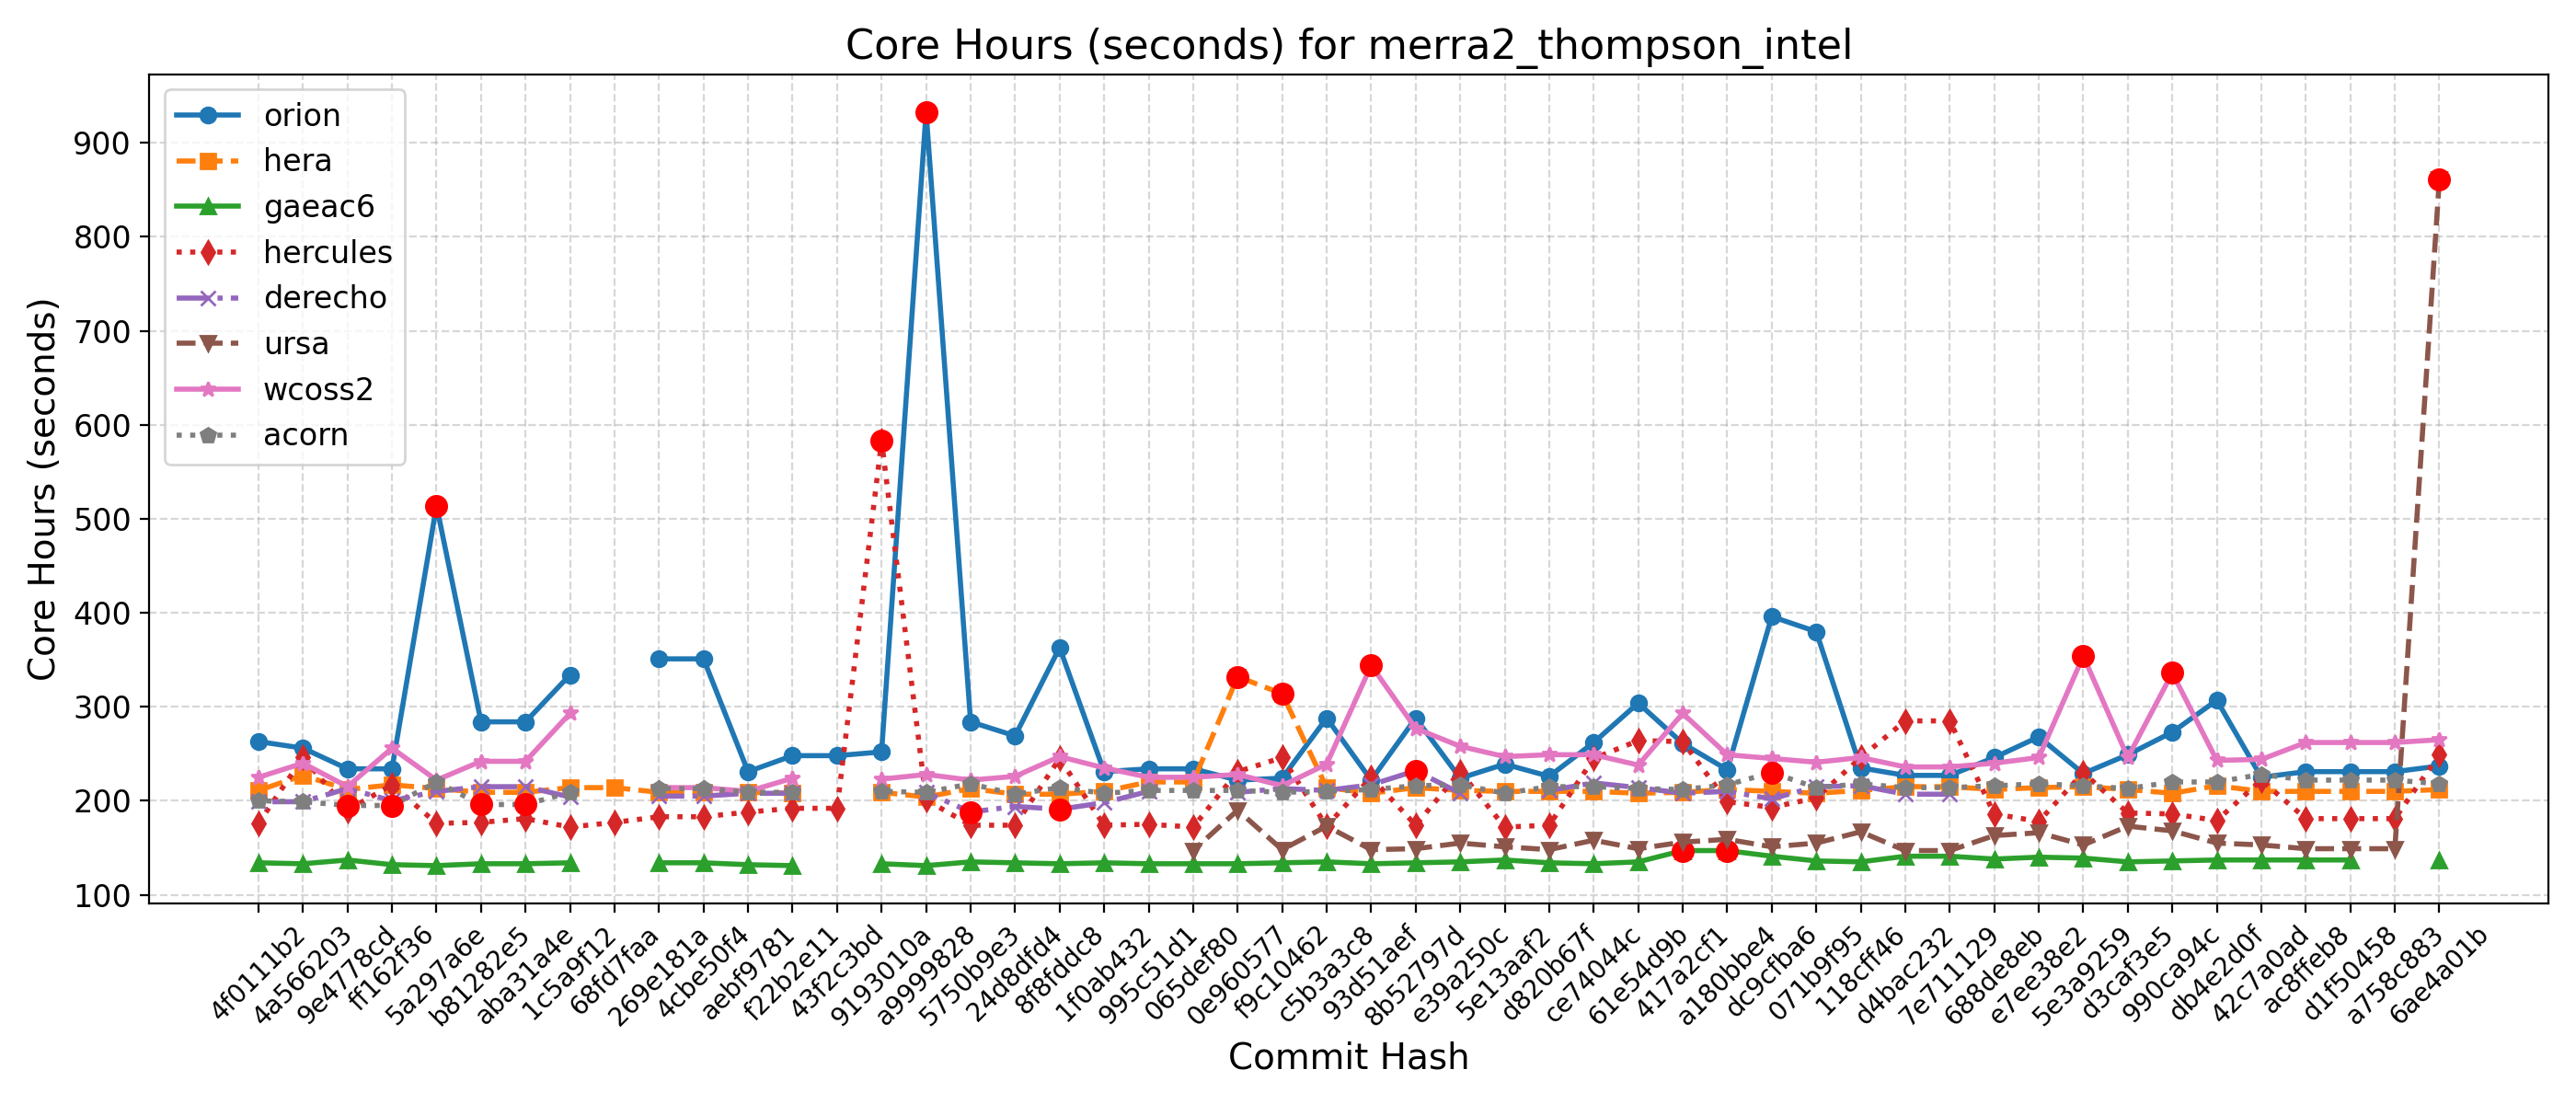 Core Hours (seconds) for merra2_thompson_intel
Core Hours (seconds)
900
800
700
600
500
400
300
200
100
orion
hera
gaeac6
hercules
derecho
ursa
wcoss2
acorn
4f0111b2
4a566203
9e4778cd
ff162f36
5a297a6e
b81282e5
aba31a4e
1c5a9f12
68fd7faa
269e181a
4cbe50f4
aebf9781
f22b2e11
43f2c3bd
9193010a
a9999828
5750b9e3
24d8dfd4
8f8fddc8
1f0ab432
995c51d1
065def80
0e960577
f9c10462
c5b3a3c8
93d51aef
8b52797d
e39a250c
5e13aaf2
d820b67f
ce74044c
61e54d9b
417a2cf1
a180bbe4
dc9cfba6
071b9f95
118cff46
d4bac232
7e711129
688de8eb
e7ee38e2
5e3a9259
d3caf3e5
990ca94c
db4e2d0f
42c7a0ad
ac8ffeb8
d1f50458
a758c883
6ae4a01b
Commit Hash